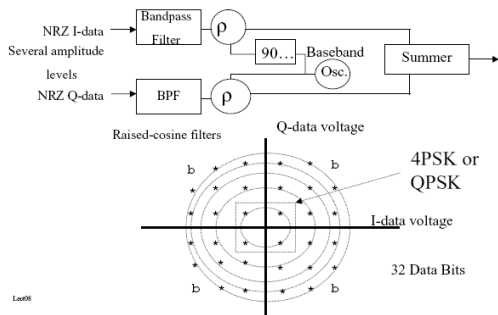 NRZ I-data
Several amplitude
levels
NRZ Q-data
Bandpass
Filter
ρ
90…
Baseband
Osc.
Summer
BPF
ρ
Raised-cosine filters
Q-data voltage
4PSK or
QPSK
I-data voltage
32 Data Bits
b * * * * b
* * * * * *
* * * * * *
* * * * * *
* * * * * *
b * * * * b
Lect08